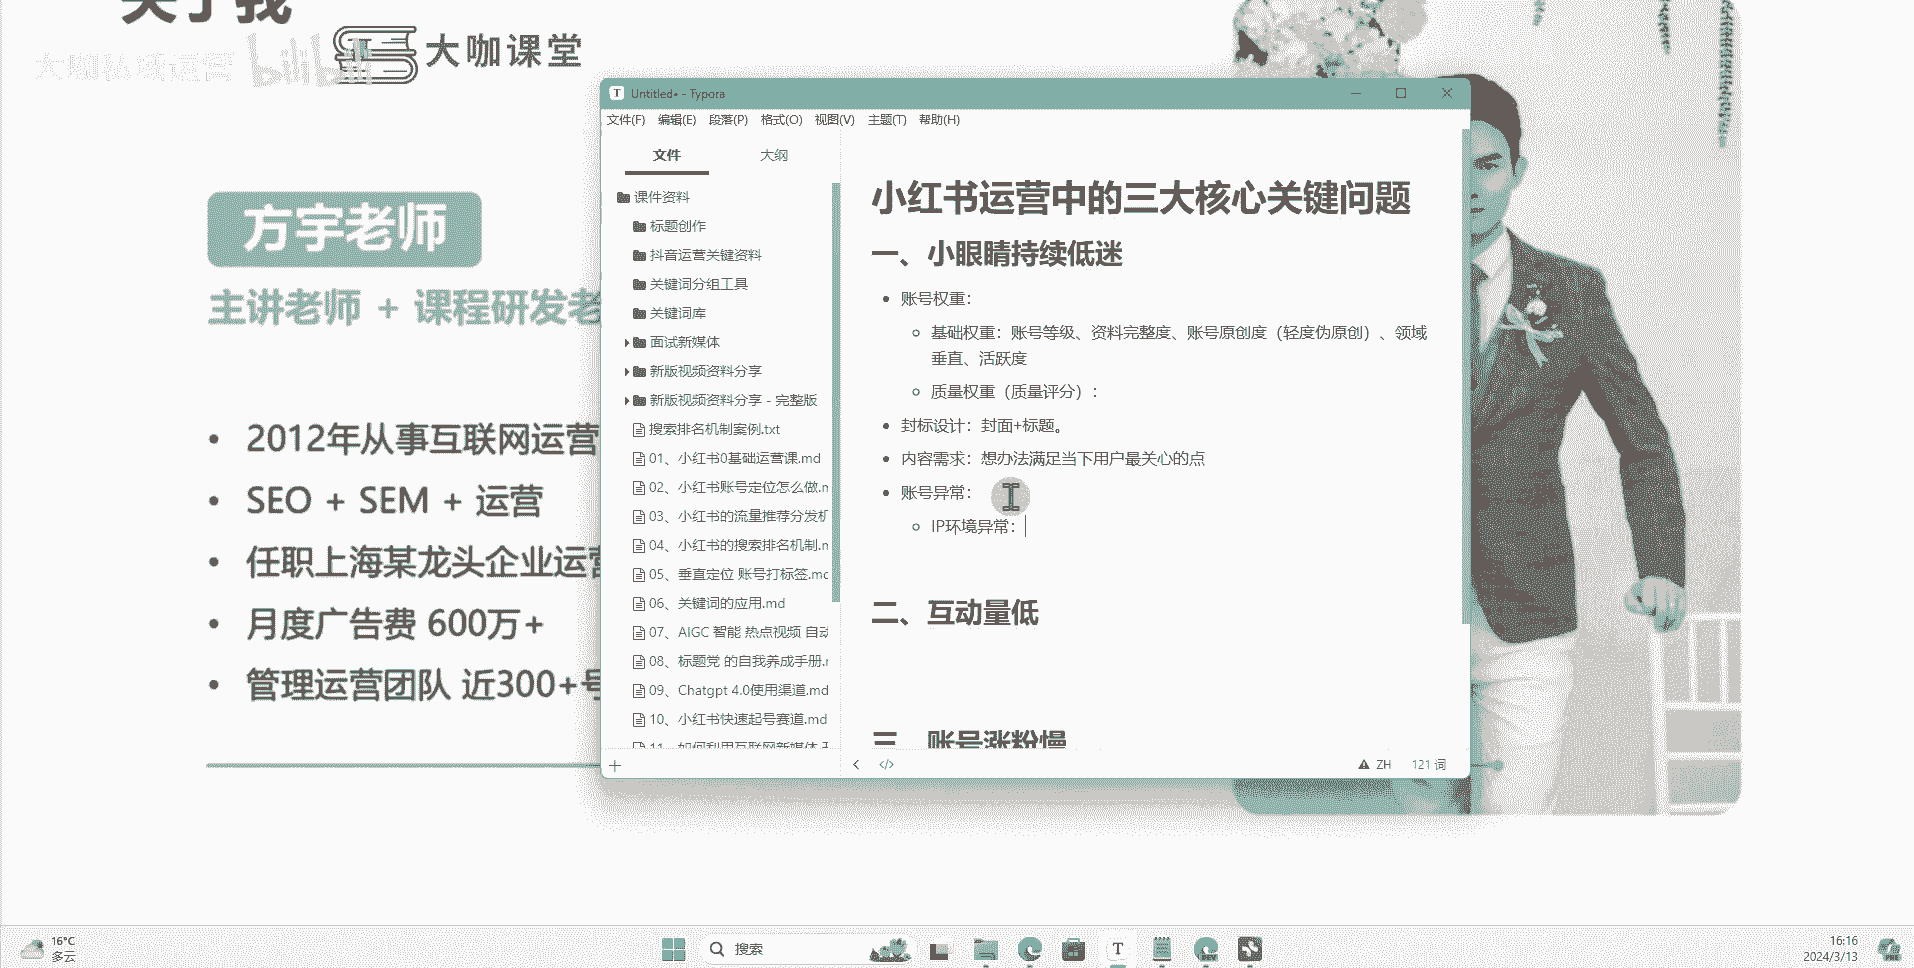 关于我
大咖私域运营 bilibili
大咖课堂
方宇老师
主讲老师 + 课程研发老
2012年从事互联网运营
SEO + SEM + 运营
任职上海某龙头企业运营
月度广告费 600万+
管理运营团队 近300+号
Untitled• - Typora
文件(F) 编辑(E) 段落(P) 格式(O) 视图(V) 主题(T) 帮助(H)
文件 大纲
课件资料
标题创作
抖音运营关键资料
关键词分组工具
关键词库
面试新媒体
新版视频资料分享
新版视频资料分享 - 完整版
搜索排名机制案例.txt
01、小红书0基础运营课.md
02、小红书账号定位怎么做.m
03、小红书的流量推荐分发机
04、小红书的搜索排名机制.m
05、垂直定位 账号打标签.md
06、关键词的应用.md
07、AIGC 智能 热点视频 自动
08、标题党 的自我养成手册.m
09、Chatgpt 4.0使用渠道.md
10、小红书快速起号赛道.md
11、如何利用互联网新媒体
小红书运营中的三大核心关键问题
一、小眼睛持续低迷
账号权重：
基础权重：账号等级、资料完整度、账号原创度（轻度伪原创）、领域
垂直、活跃度
质量权重（质量评分）：
封标设计：封面+标题。
内容需求：想办法满足当下用户最关心的点
账号异常：
IP环境异常：
二、互动量低
三、账号涨粉慢
ZH 121 词
16°C
多云
搜索
T
DEV
16:16
2024/3/13
PRE